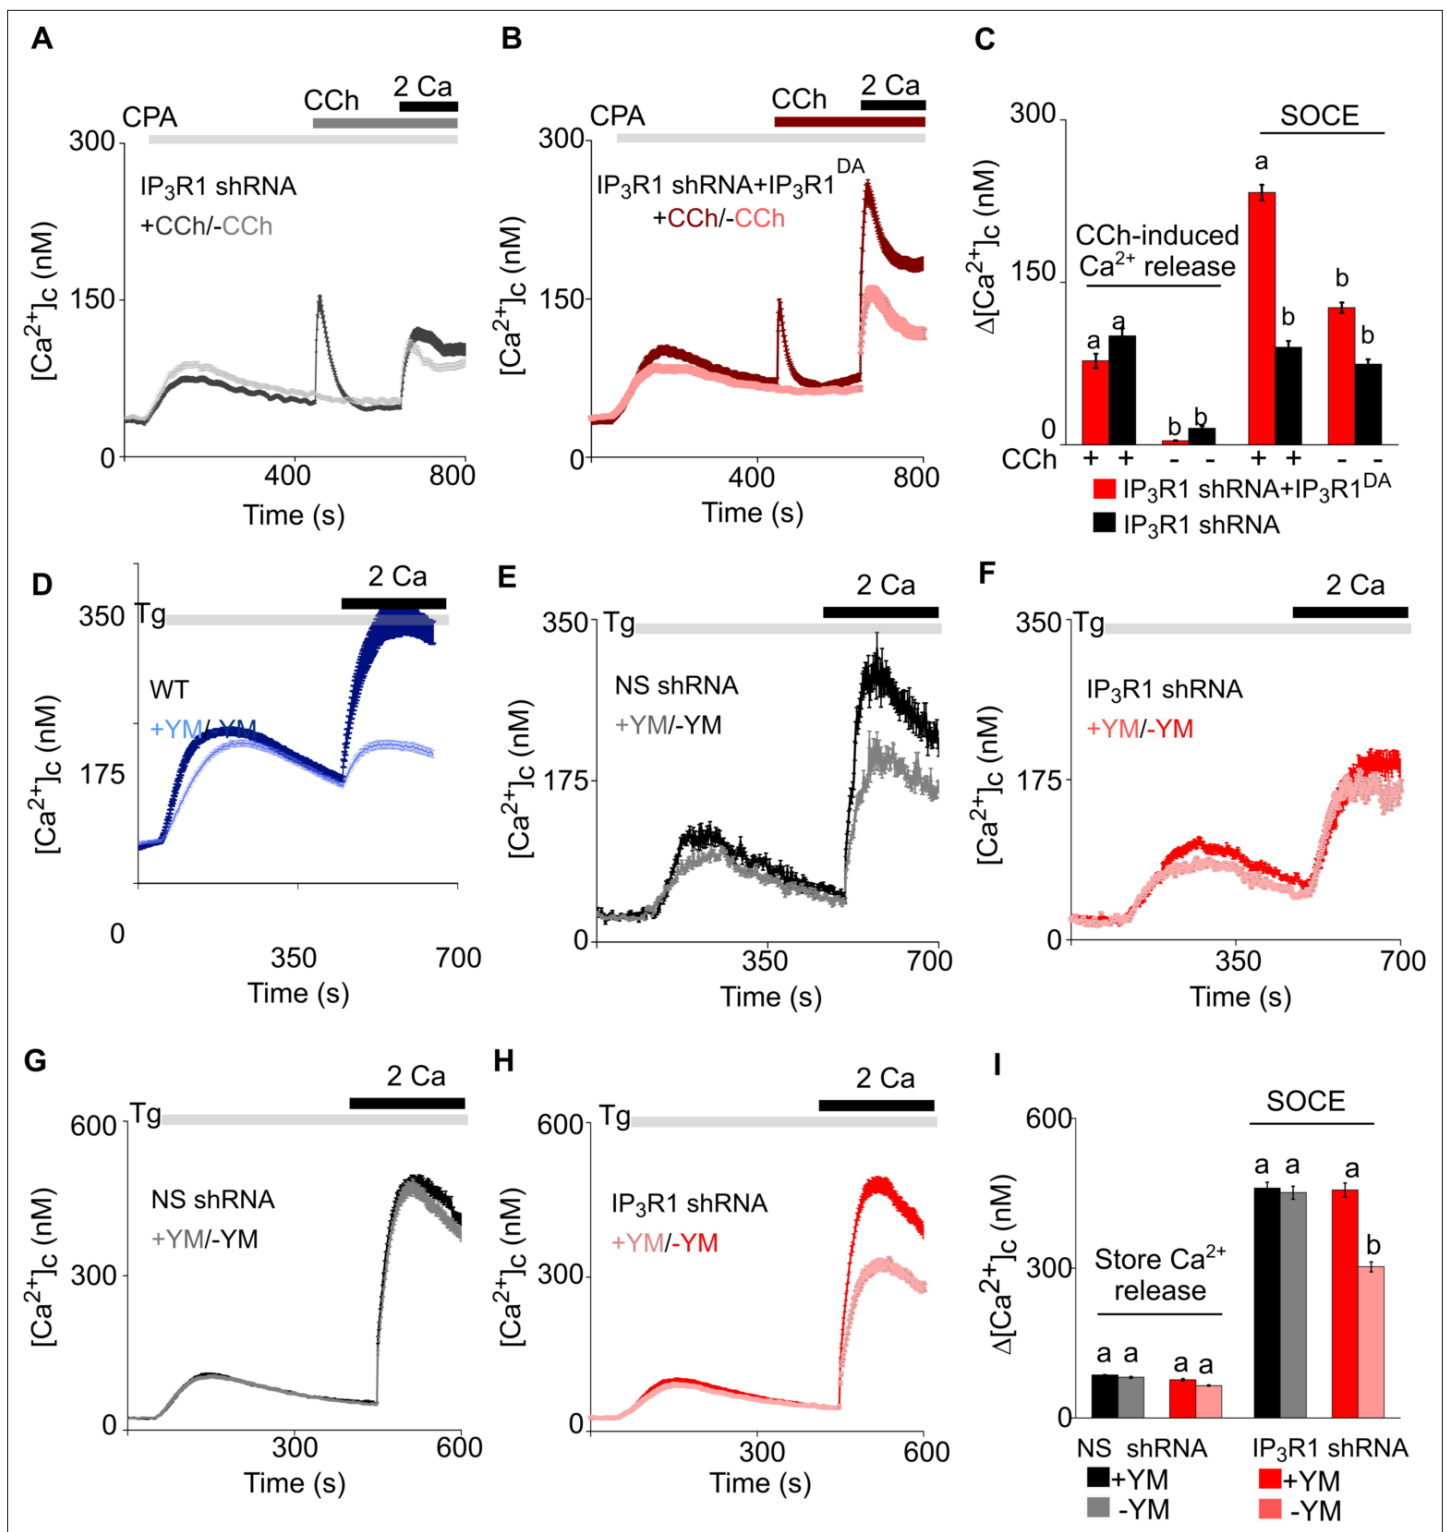 A
CPA
CCh
2 Ca
300
150
0
400
800
IP3R1 shRNA
+CCh/-CCh
[Ca2+]c (nM)
Time (s)
B
CPA
CCh
2 Ca
300
150
0
400
800
IP3R1 shRNA+IP3R1DA
+CCh/-CCh
[Ca2+]c (nM)
Time (s)
C
300
150
0
SOCE
CCh-induced
Ca2+ release
a a b b a b b b
Δ[Ca2+]c (nM)
CCh + + - - + + - -
IP3R1 shRNA+IP3R1DA
IP3R1 shRNA
D
2 Ca
Tg
350
175
0
350
700
WT
+YM/-YM
[Ca2+]c (nM)
Time (s)
E
2 Ca
Tg
350
175
0
350
700
NS shRNA
+YM/-YM
[Ca2+]c (nM)
Time (s)
F
2 Ca
Tg
350
175
0
350
700
IP3R1 shRNA
+YM/-YM
[Ca2+]c (nM)
Time (s)
G
2 Ca
Tg
600
300
0
300
600
NS shRNA
+YM/-YM
[Ca2+]c (nM)
Time (s)
H
2 Ca
Tg
600
300
0
300
600
IP3R1 shRNA
+YM/-YM
[Ca2+]c (nM)
Time (s)
I
600
300
0
SOCE
Store Ca2+
release
a a a a a a a b
Δ[Ca2+]c (nM)
NS shRNA
+YM
-YM
IP3R1 shRNA
+YM
-YM